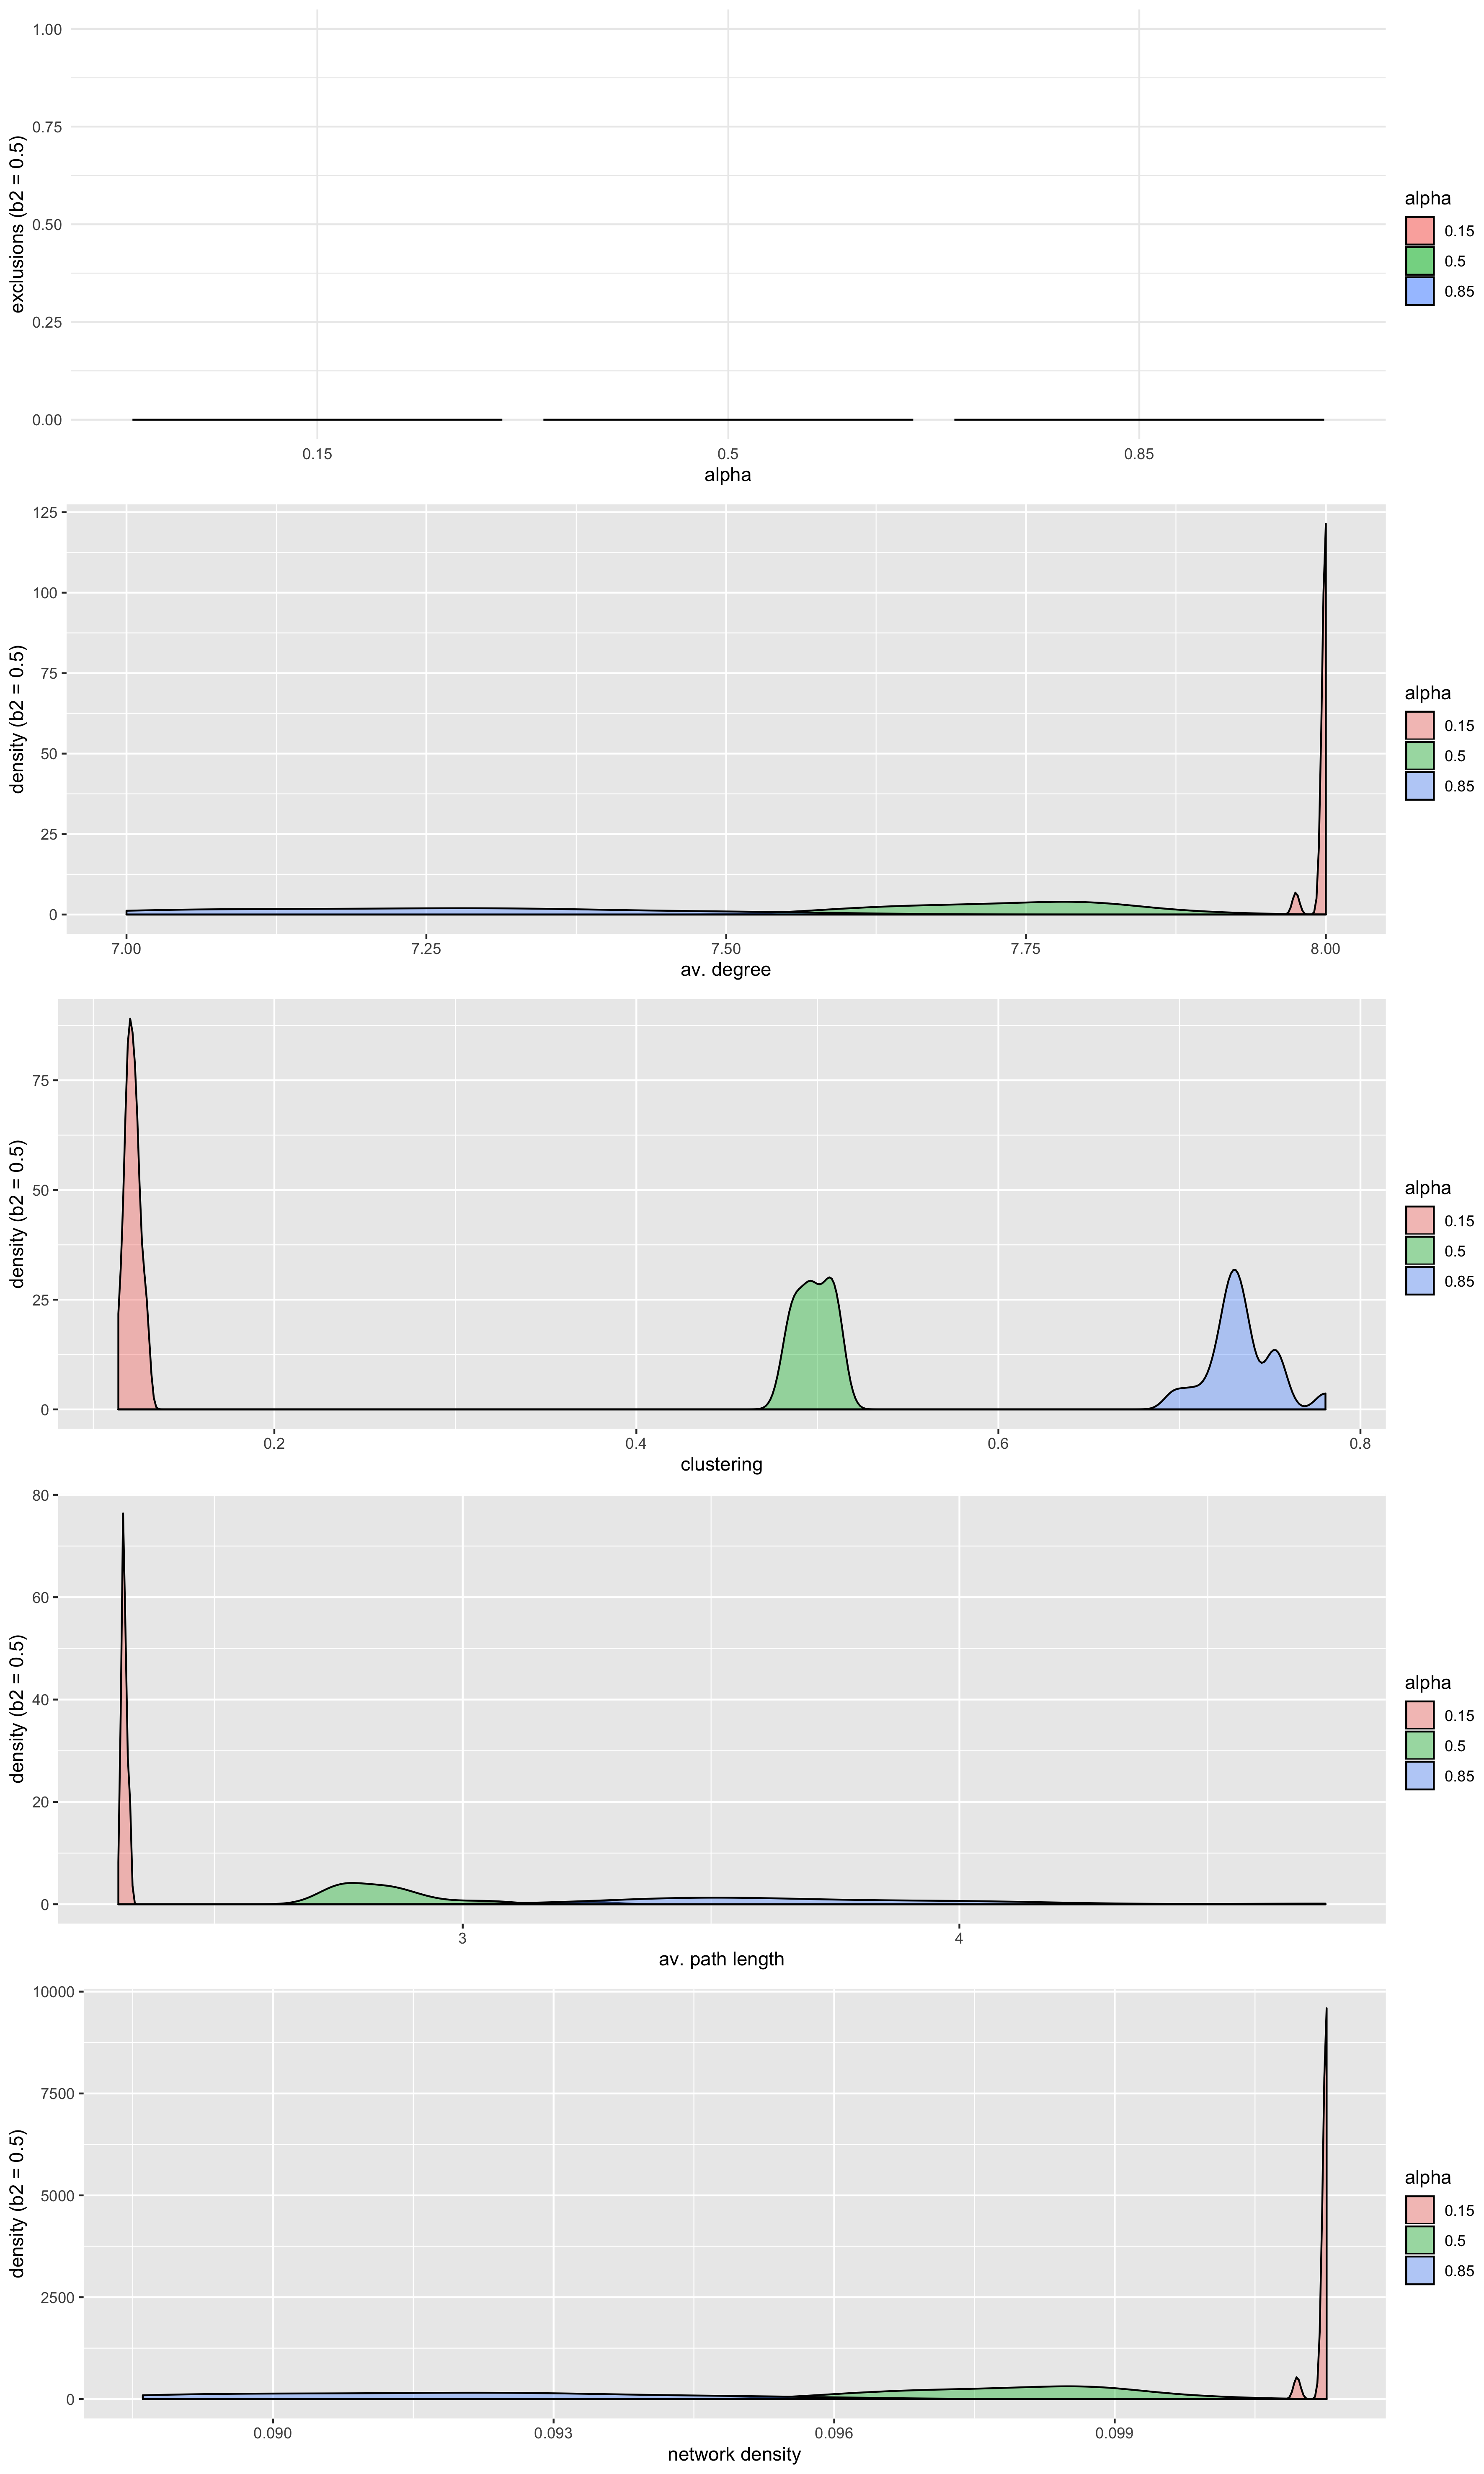 exclusions (b2 = 0.5)
1.00
0.75
0.50
0.25
0.00
0.15 0.5 0.85
alpha
alpha
0.15
0.5
0.85
density (b2 = 0.5)
125
100
75
50
25
0
7.00 7.25 7.50 7.75 8.00
av. degree
alpha
0.15
0.5
0.85
density (b2 = 0.5)
75
50
25
0
0.2 0.4 0.6 0.8
clustering
alpha
0.15
0.5
0.85
density (b2 = 0.5)
80
60
40
20
0
3 4
av. path length
alpha
0.15
0.5
0.85
density (b2 = 0.5)
10000
7500
5000
2500
0
0.090 0.093 0.096 0.099
network density
alpha
0.15
0.5
0.85